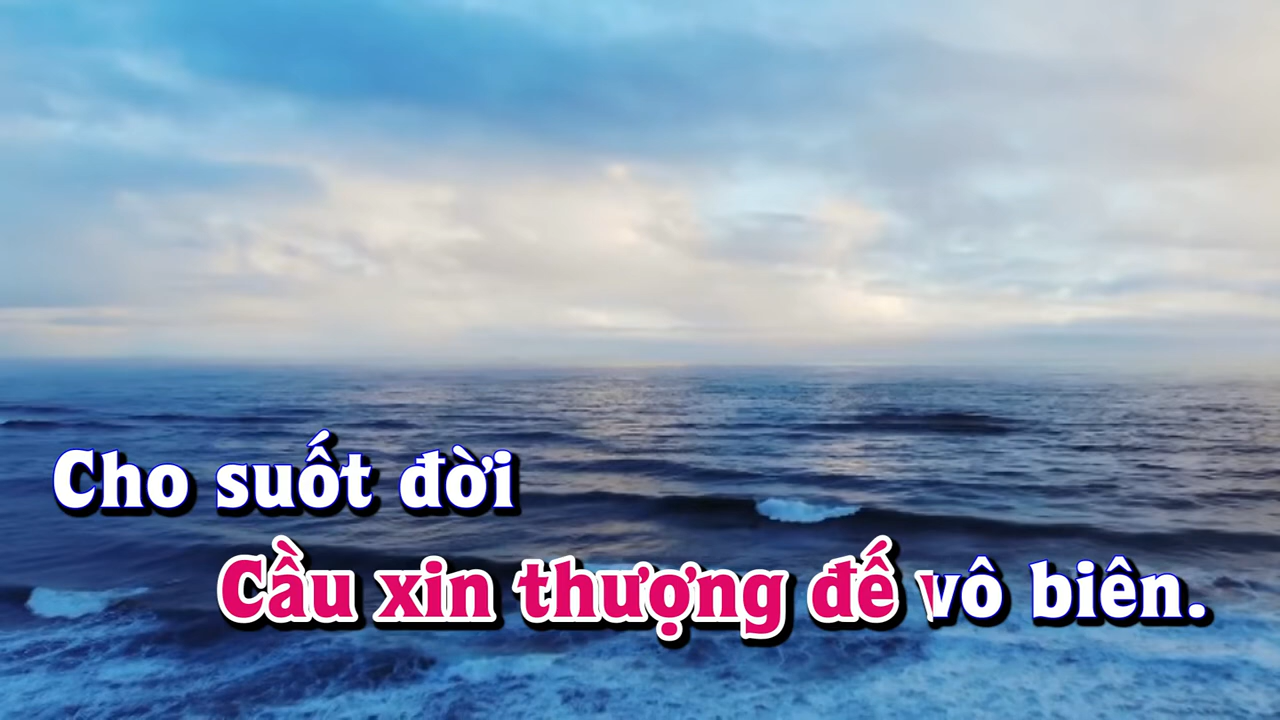 Cho suốt đời
Cầu xin thượng đế vô biên.